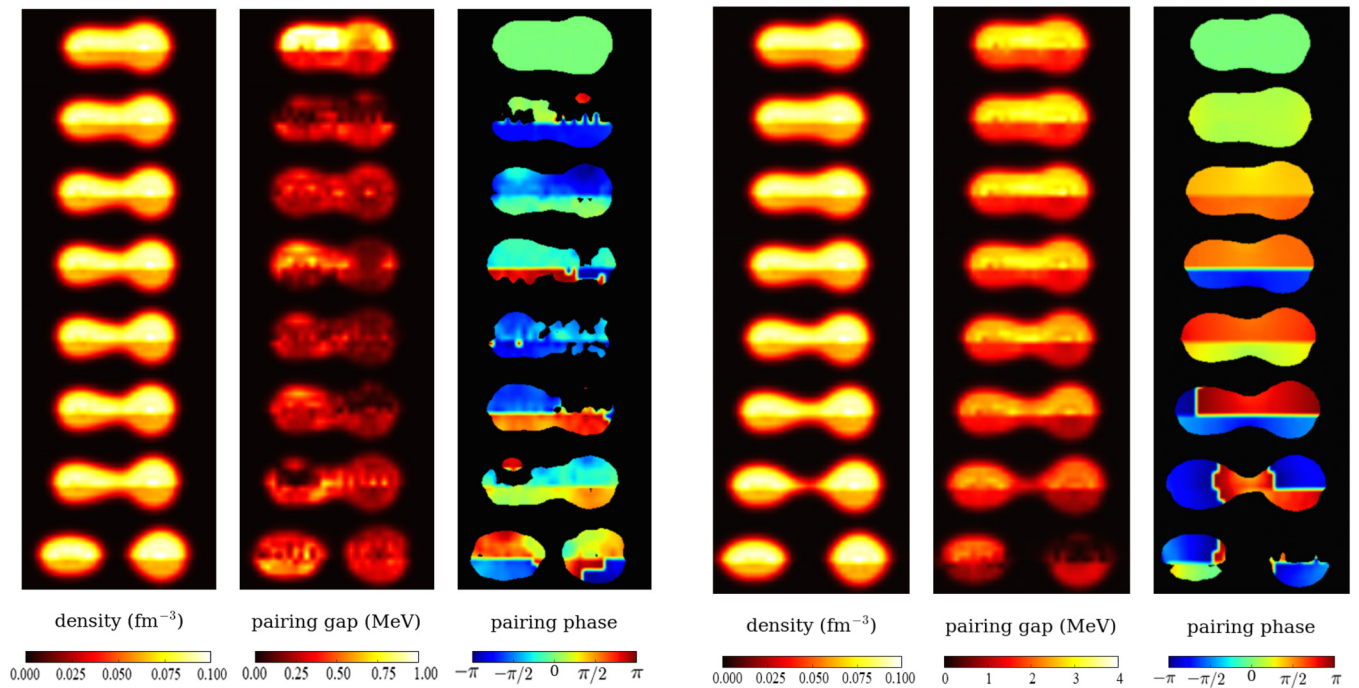 density (fm⁻³) pairing gap (MeV) pairing phase
0.000 0.025 0.050 0.075 0.100 0.00 0.25 0.50 0.75 1.00 −π −π/2 0 π/2 π
density (fm⁻³) pairing gap (MeV) pairing phase
0.000 0.025 0.050 0.075 0.100 0 1 2 3 4 −π −π/2 0 π/2 π